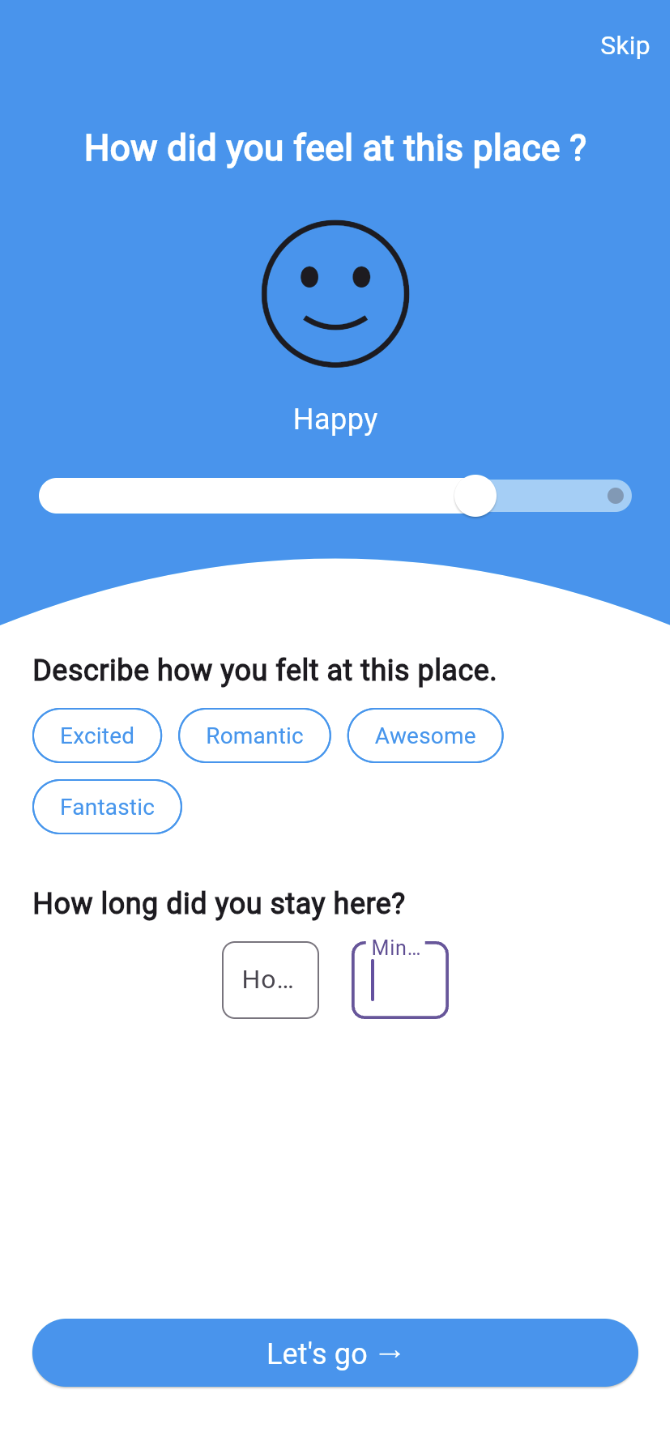 Skip
How did you feel at this place ?
Happy
Describe how you felt at this place.
Excited Romantic Awesome
Fantastic
How long did you stay here?
Ho... Min...
Let's go →